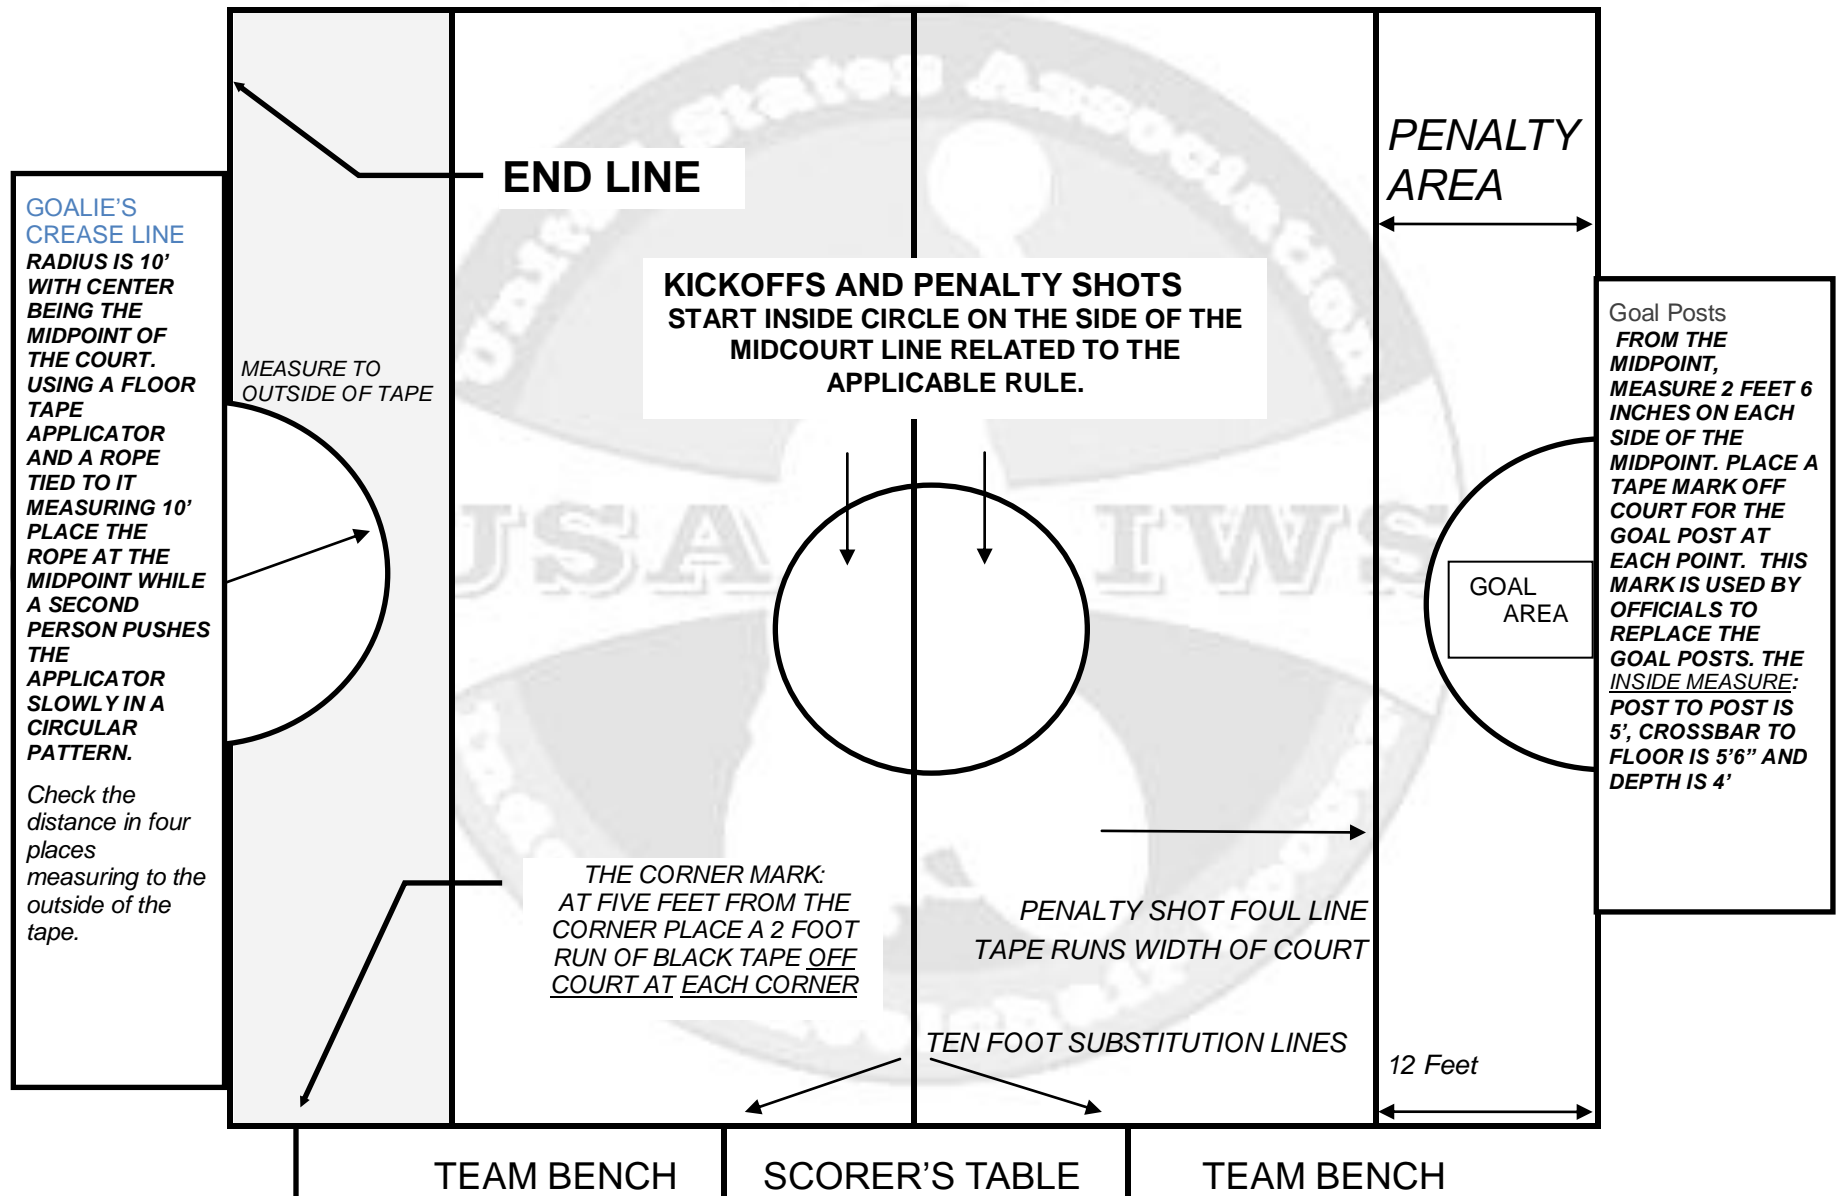 END LINE
PENALTY
AREA
GOALIE’S
CREASE LINE
RADIUS IS 10’
WITH CENTER
BEING THE
MIDPOINT OF
THE COURT.
USING A FLOOR
TAPE
APPLICATOR
AND A ROPE
TIED TO IT
MEASURING 10’
PLACE THE
ROPE AT THE
MIDPOINT WHILE
A SECOND
PERSON PUSHES
THE
APPLICATOR
SLOWLY IN A
CIRCULAR
PATTERN.
Check the
distance in four
places
measuring to the
outside of the
tape.
MEASURE TO
OUTSIDE OF TAPE
KICKOFFS AND PENALTY SHOTS
START INSIDE CIRCLE ON THE SIDE OF THE
MIDCOURT LINE RELATED TO THE
APPLICABLE RULE.
Goal Posts
FROM THE
MIDPOINT,
MEASURE 2 FEET 6
INCHES ON EACH
SIDE OF THE
MIDPOINT. PLACE A
TAPE MARK OFF
COURT FOR THE
GOAL POST AT
EACH POINT. THIS
MARK IS USED BY
OFFICIALS TO
REPLACE THE
GOAL POSTS. THE
INSIDE MEASURE:
POST TO POST IS
5’, CROSSBAR TO
FLOOR IS 5’6” AND
DEPTH IS 4’
United States Association
USA IWS
GOAL
AREA
THE CORNER MARK:
AT FIVE FEET FROM THE
CORNER PLACE A 2 FOOT
RUN OF BLACK TAPE OFF
COURT AT EACH CORNER
PENALTY SHOT FOUL LINE
TAPE RUNS WIDTH OF COURT
TEN FOOT SUBSTITUTION LINES
12 Feet
TEAM BENCH
SCORER’S TABLE
TEAM BENCH